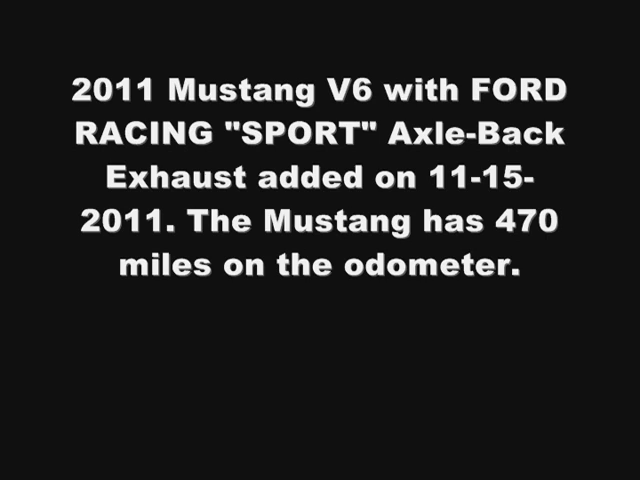 2011 Mustang V6 with FORD
RACING "SPORT" Axle-Back
Exhaust added on 11-15-
2011. The Mustang has 470
miles on the odometer.